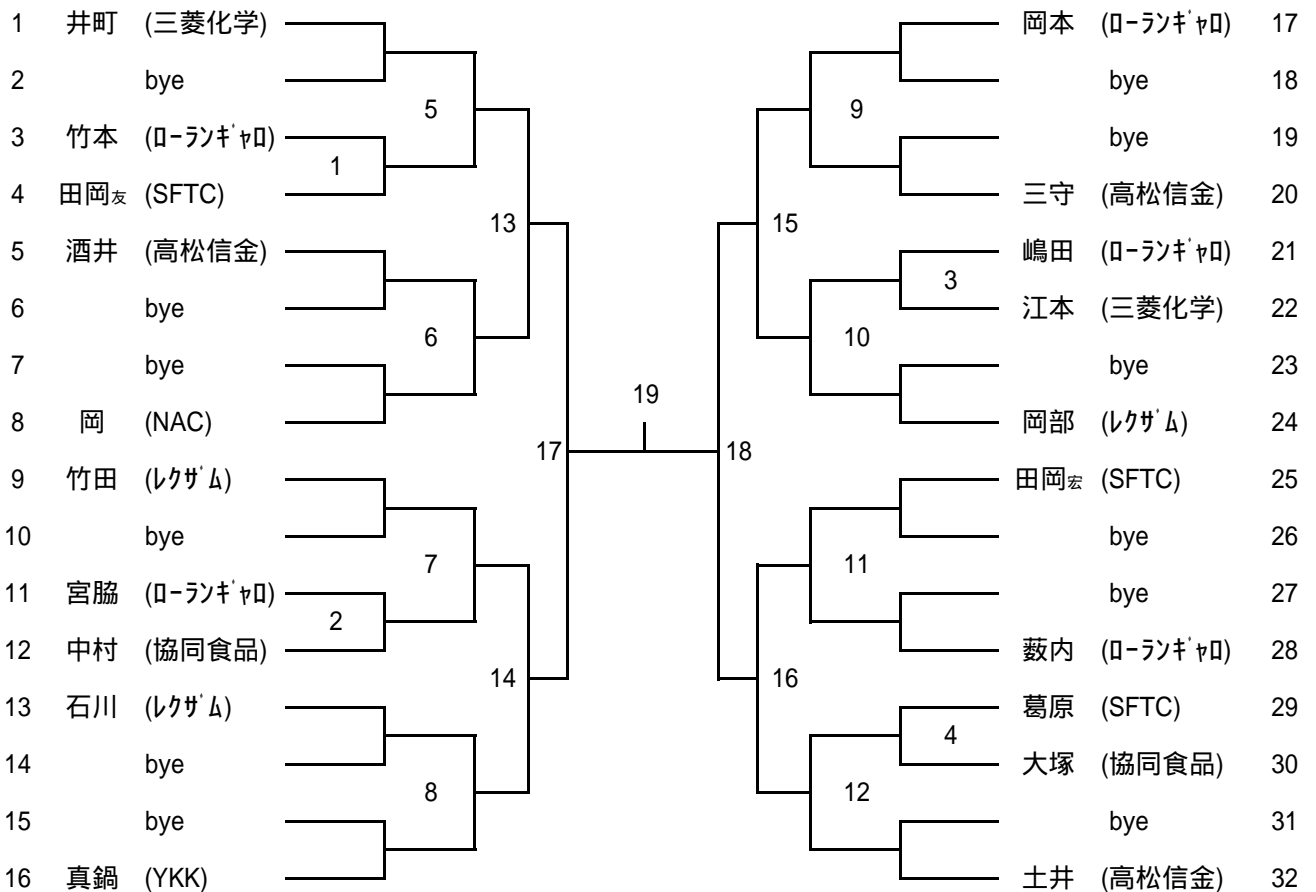 1 井町 (三菱化学)
2 bye
3 竹本 (ﾛｰﾗﾝｷﾞｬﾛ)
4 田岡友 (SFTC)
5 酒井 (高松信金)
6 bye
7 bye
8 岡 (NAC)
9 竹田 (ﾚｸｻﾞﾑ)
10 bye
11 宮脇 (ﾛｰﾗﾝｷﾞｬﾛ)
12 中村 (協同食品)
13 石川 (ﾚｸｻﾞﾑ)
14 bye
15 bye
16 真鍋 (YKK)
1
2
5
6
7
8
13
14
17
19
18
15
16
9
10
11
12
3
4
岡本 (ﾛｰﾗﾝｷﾞｬﾛ) 17
bye 18
bye 19
三守 (高松信金) 20
嶋田 (ﾛｰﾗﾝｷﾞｬﾛ) 21
江本 (三菱化学) 22
bye 23
岡部 (ﾚｸｻﾞﾑ) 24
田岡宏 (SFTC) 25
bye 26
bye 27
薮内 (ﾛｰﾗﾝｷﾞｬﾛ) 28
葛原 (SFTC) 29
大塚 (協同食品) 30
bye 31
土井 (高松信金) 32